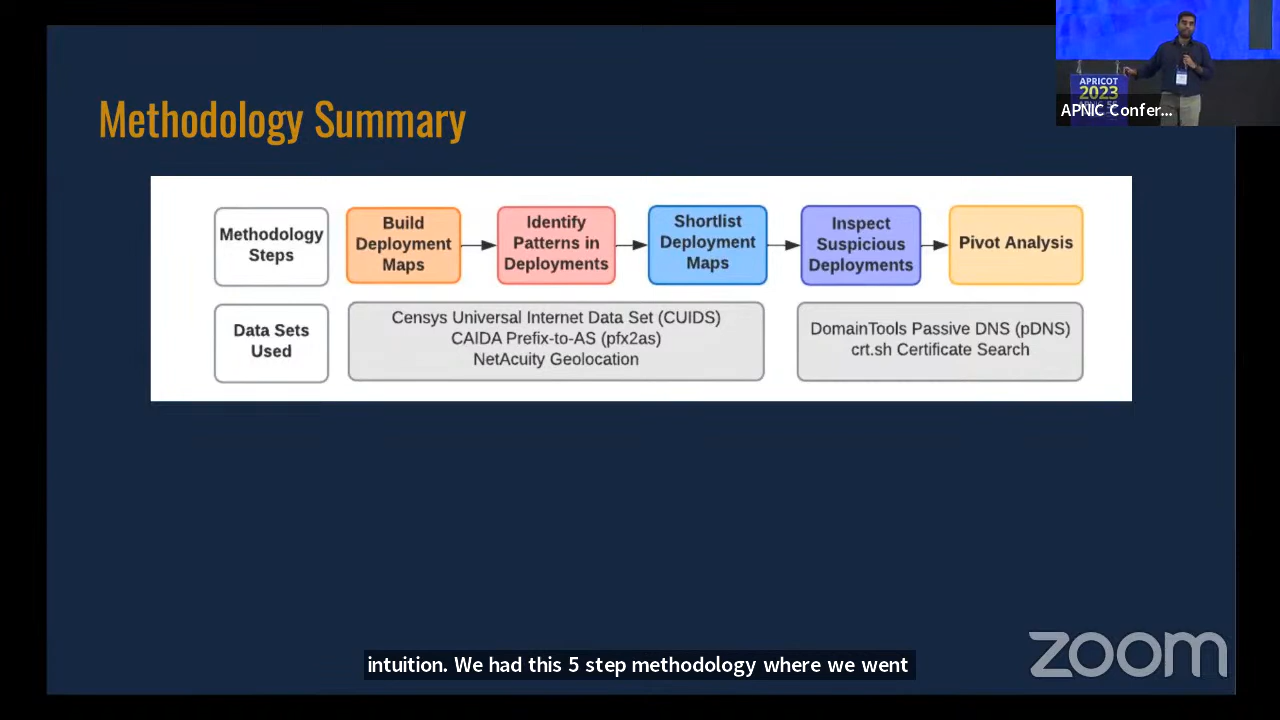 APRICOT
2023
APNIC Confer...
Methodology Summary
Methodology
Steps
Build
Deployment
Maps
Identify
Patterns in
Deployments
Shortlist
Deployment
Maps
Inspect
Suspicious
Deployments
Pivot Analysis
Data Sets
Used
Censys Universal Internet Data Set (CUIDS)
CAIDA Prefix-to-AS (pfx2as)
NetAcuity Geolocation
DomainTools Passive DNS (pDNS)
crt.sh Certificate Search
intuition. We had this 5 step methodology where we went
zoom